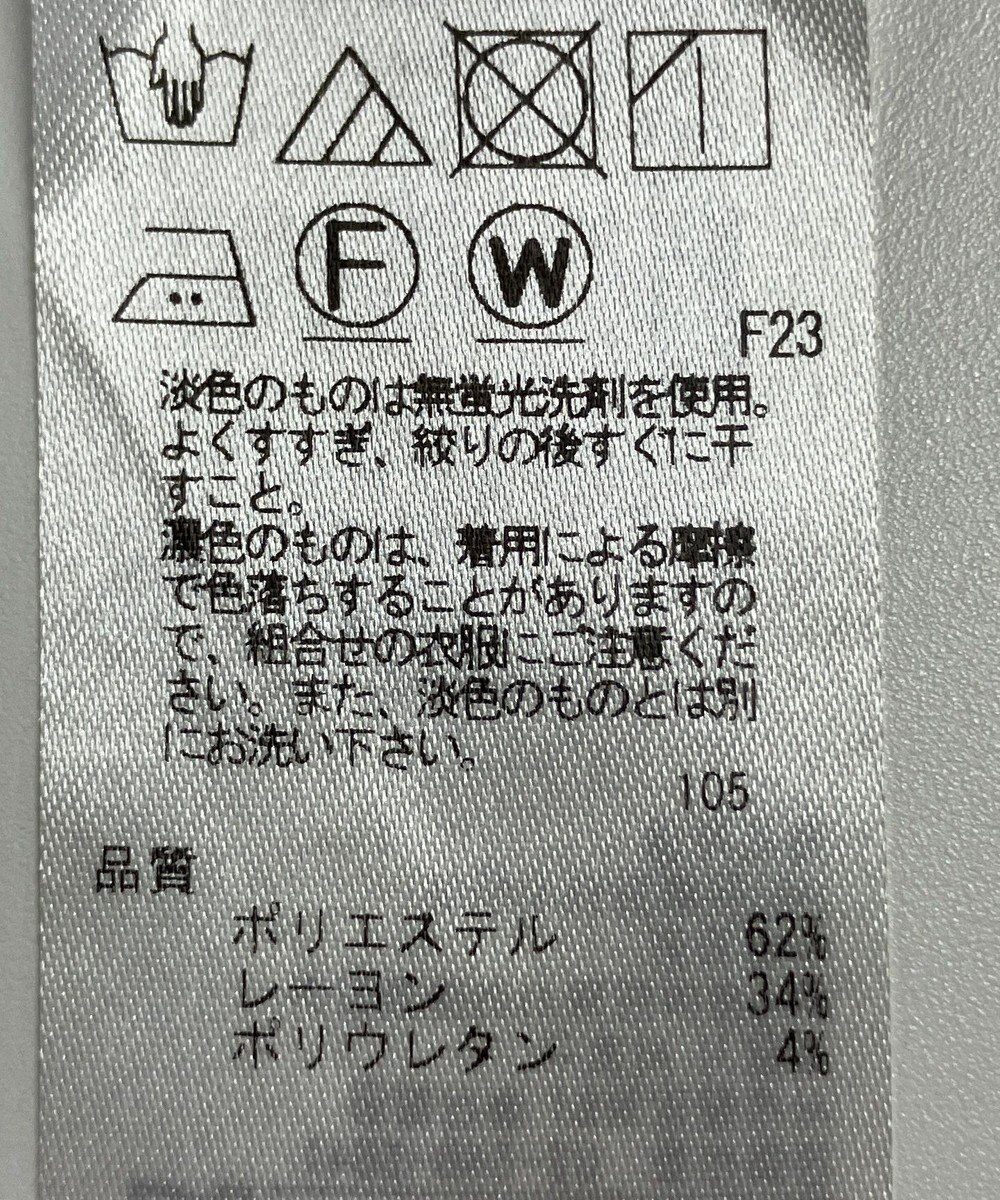 F W
F23
淡色のものは無蛍光洗剤を使用。
よくすすぎ、絞りの後すぐに干
すこと。
濃色のものは、着用による摩擦
で色落ちすることがありますの
で、組合せの衣服にご注意くだ
さい。また、淡色のものとは別
にお洗い下さい。
105
品質
ポリエステル 62%
レーヨン 34%
ポリウレタン 4%